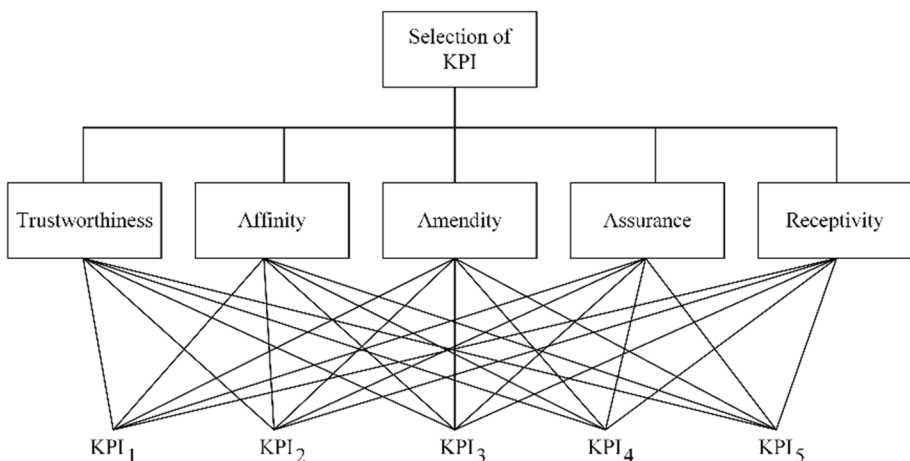 Selection of
KPI
Trustworthiness
Affinity
Amendity
Assurance
Receptivity
KPI1
KPI2
KPI3
KPI4
KPI5